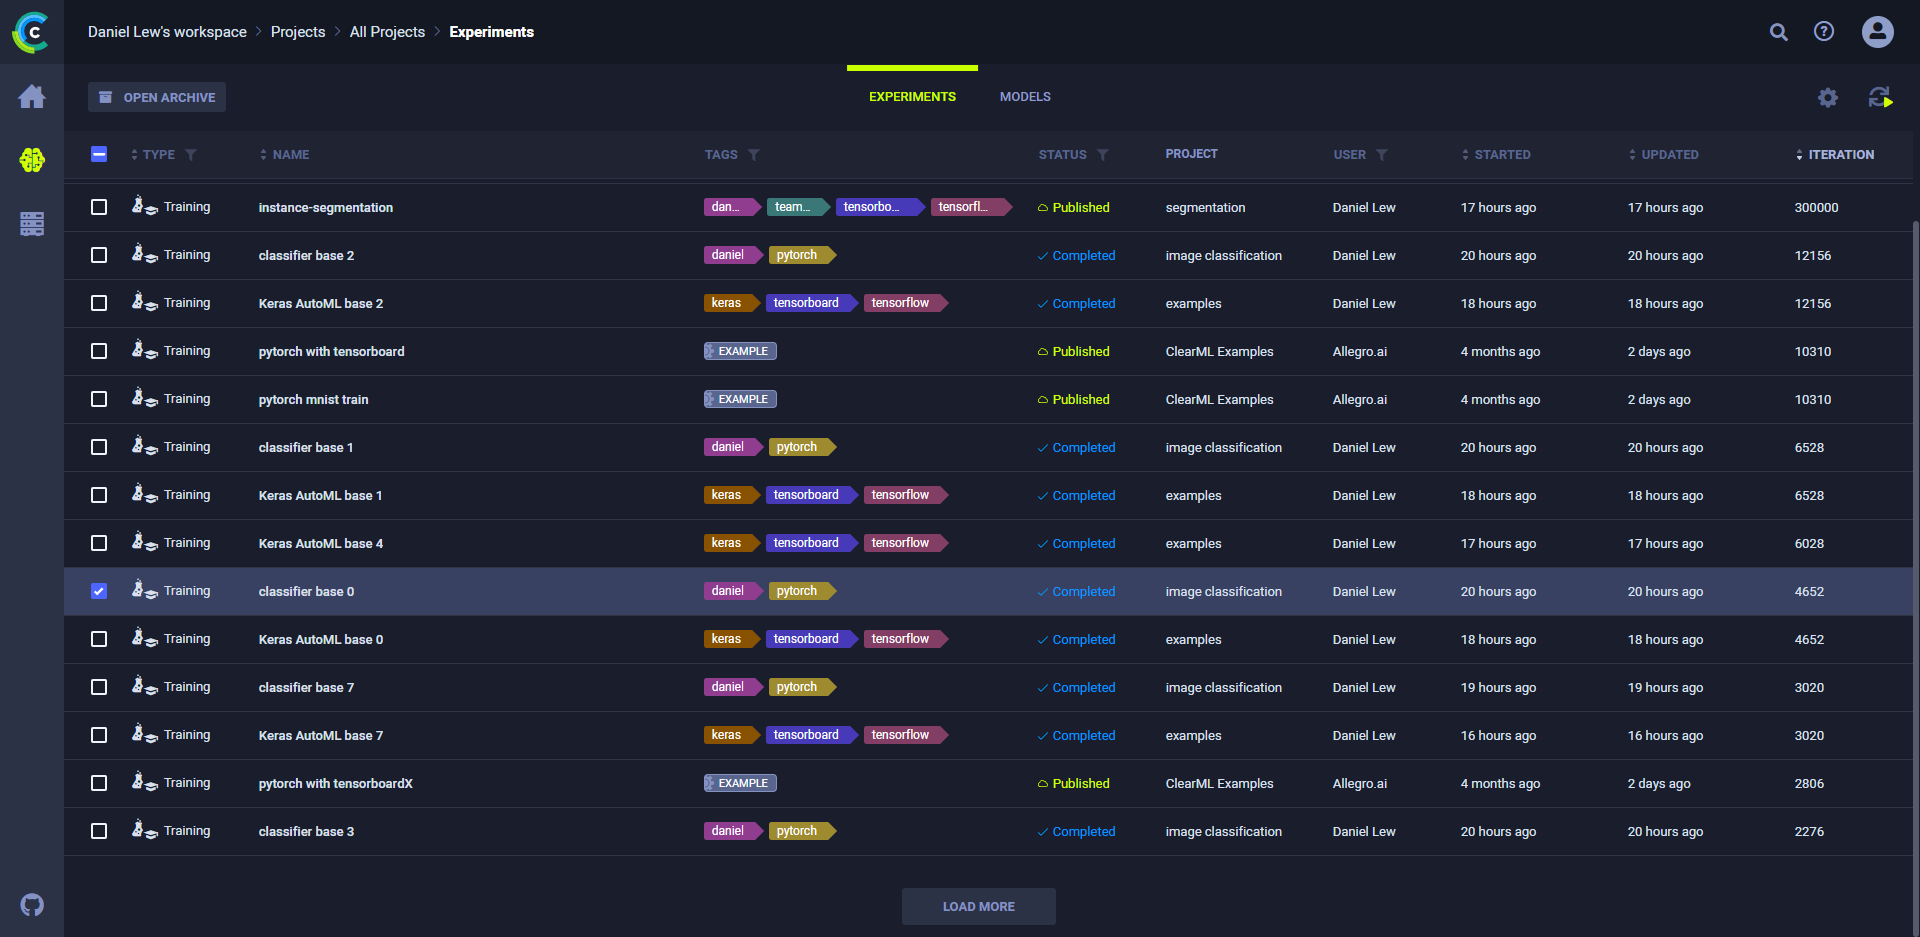 Daniel Lew's workspace > Projects > All Projects > Experiments
OPEN ARCHIVE EXPERIMENTS MODELS
TYPE NAME TAGS STATUS PROJECT USER STARTED UPDATED ITERATION
Training instance-segmentation dan... team... tensorbo... tensorfl... Published segmentation Daniel Lew 17 hours ago 17 hours ago 300000
Training classifier base 2 daniel pytorch Completed image classification Daniel Lew 20 hours ago 20 hours ago 12156
Training Keras AutoML base 2 keras tensorboard tensorflow Completed examples Daniel Lew 18 hours ago 18 hours ago 12156
Training pytorch with tensorboard EXAMPLE Published ClearML Examples Allegro.ai 4 months ago 2 days ago 10310
Training pytorch mnist train EXAMPLE Published ClearML Examples Allegro.ai 4 months ago 2 days ago 10310
Training classifier base 1 daniel pytorch Completed image classification Daniel Lew 20 hours ago 20 hours ago 6528
Training Keras AutoML base 1 keras tensorboard tensorflow Completed examples Daniel Lew 18 hours ago 18 hours ago 6528
Training Keras AutoML base 4 keras tensorboard tensorflow Completed examples Daniel Lew 17 hours ago 17 hours ago 6028
Training classifier base 0 daniel pytorch Completed image classification Daniel Lew 20 hours ago 20 hours ago 4652
Training Keras AutoML base 0 keras tensorboard tensorflow Completed examples Daniel Lew 18 hours ago 18 hours ago 4652
Training classifier base 7 daniel pytorch Completed image classification Daniel Lew 19 hours ago 19 hours ago 3020
Training Keras AutoML base 7 keras tensorboard tensorflow Completed examples Daniel Lew 16 hours ago 16 hours ago 3020
Training pytorch with tensorboardX EXAMPLE Published ClearML Examples Allegro.ai 4 months ago 2 days ago 2806
Training classifier base 3 daniel pytorch Completed image classification Daniel Lew 20 hours ago 20 hours ago 2276
LOAD MORE